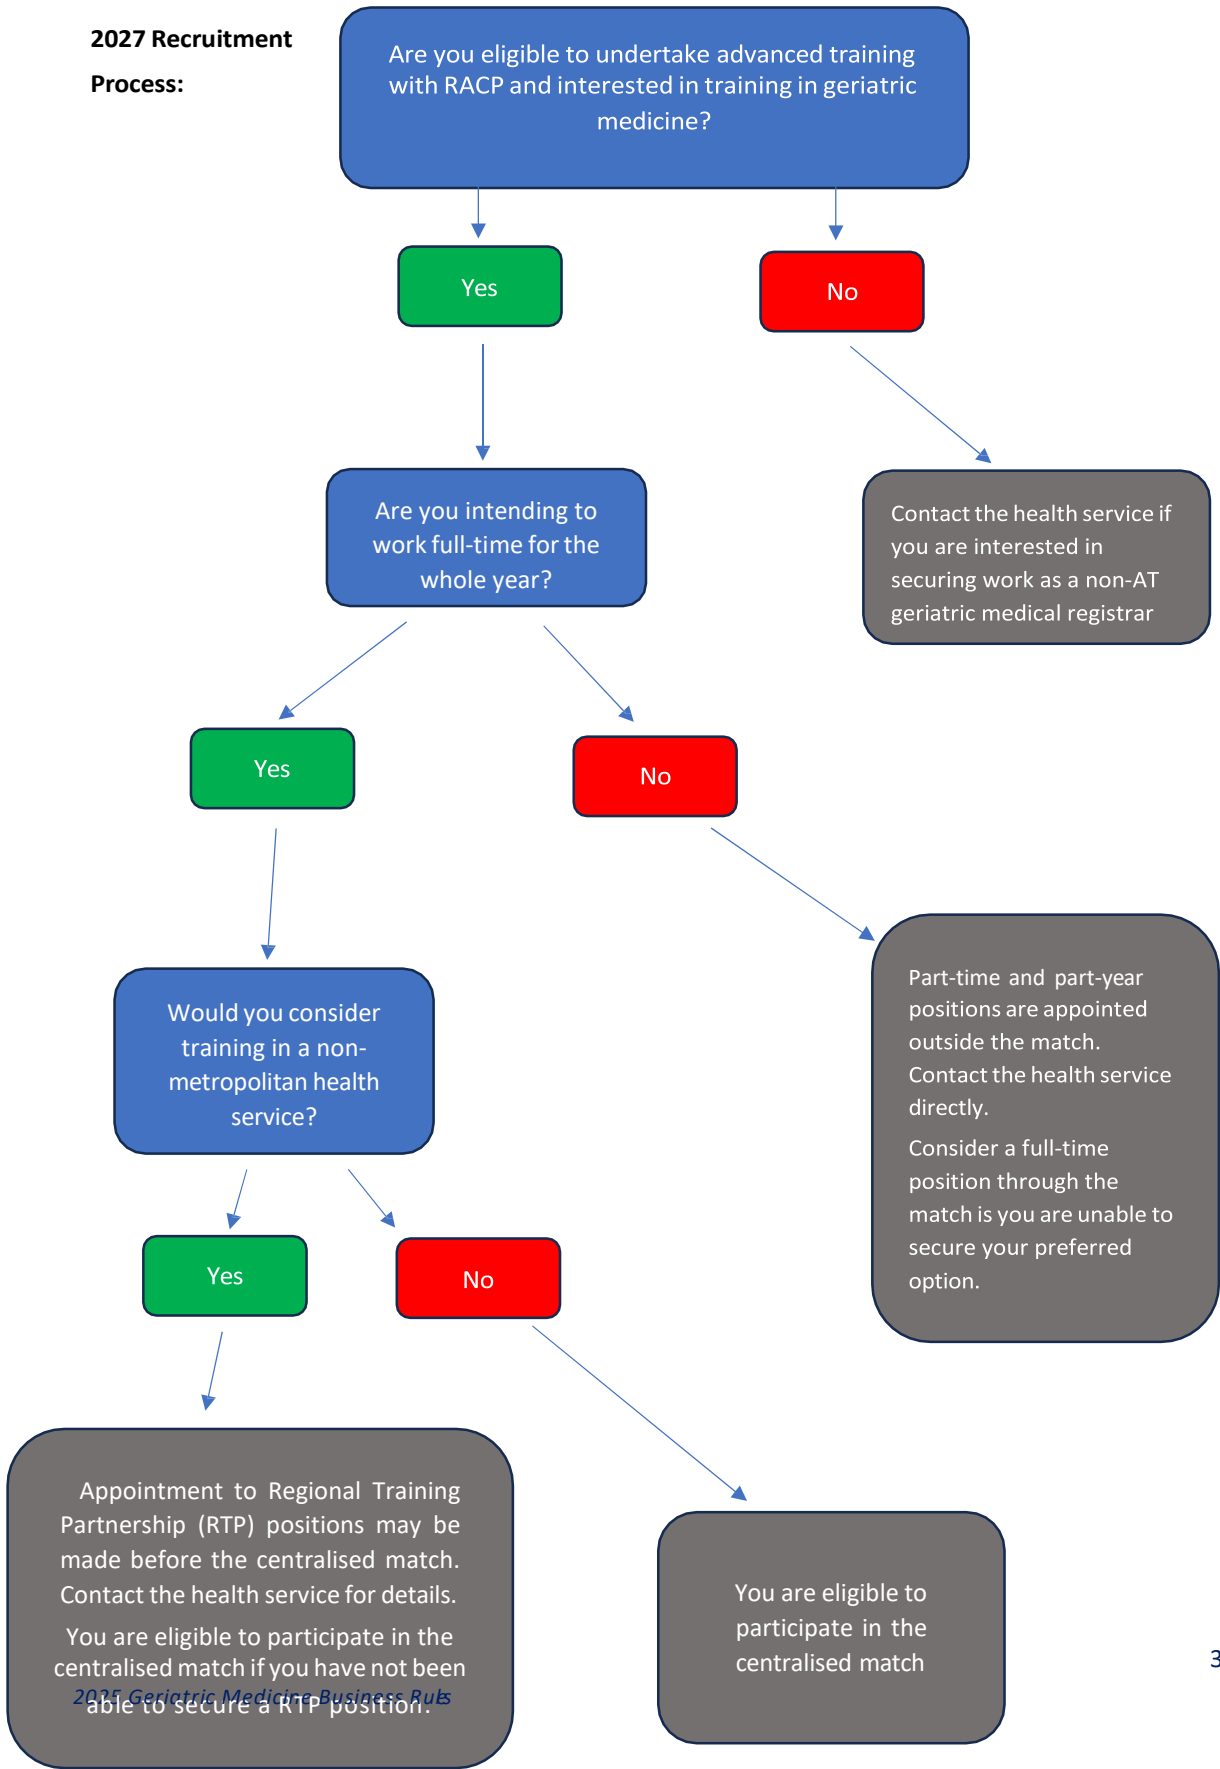 2027 Recruitment
Process:
Are you eligible to undertake advanced training
with RACP and interested in training in geriatric
medicine?
Yes
No
Are you intending to
work full-time for the
whole year?
Contact the health service if
you are interested in
securing work as a non-AT
geriatric medical registrar
Yes
No
Would you consider
training in a non-
metropolitan health
service?
Part-time and part-year
positions are appointed
outside the match.
Contact the health service
directly.
Consider a full-time
position through the
match is you are unable to
secure your preferred
option.
Yes
No
Appointment to Regional Training
Partnership (RTP) positions may be
made before the centralised match.
Contact the health service for details.
You are eligible to participate in the
centralised match if you have not been
able to secure a RTP position.
You are eligible to
participate in the
centralised match
2025 Geriatric Medicine Business Rules
3